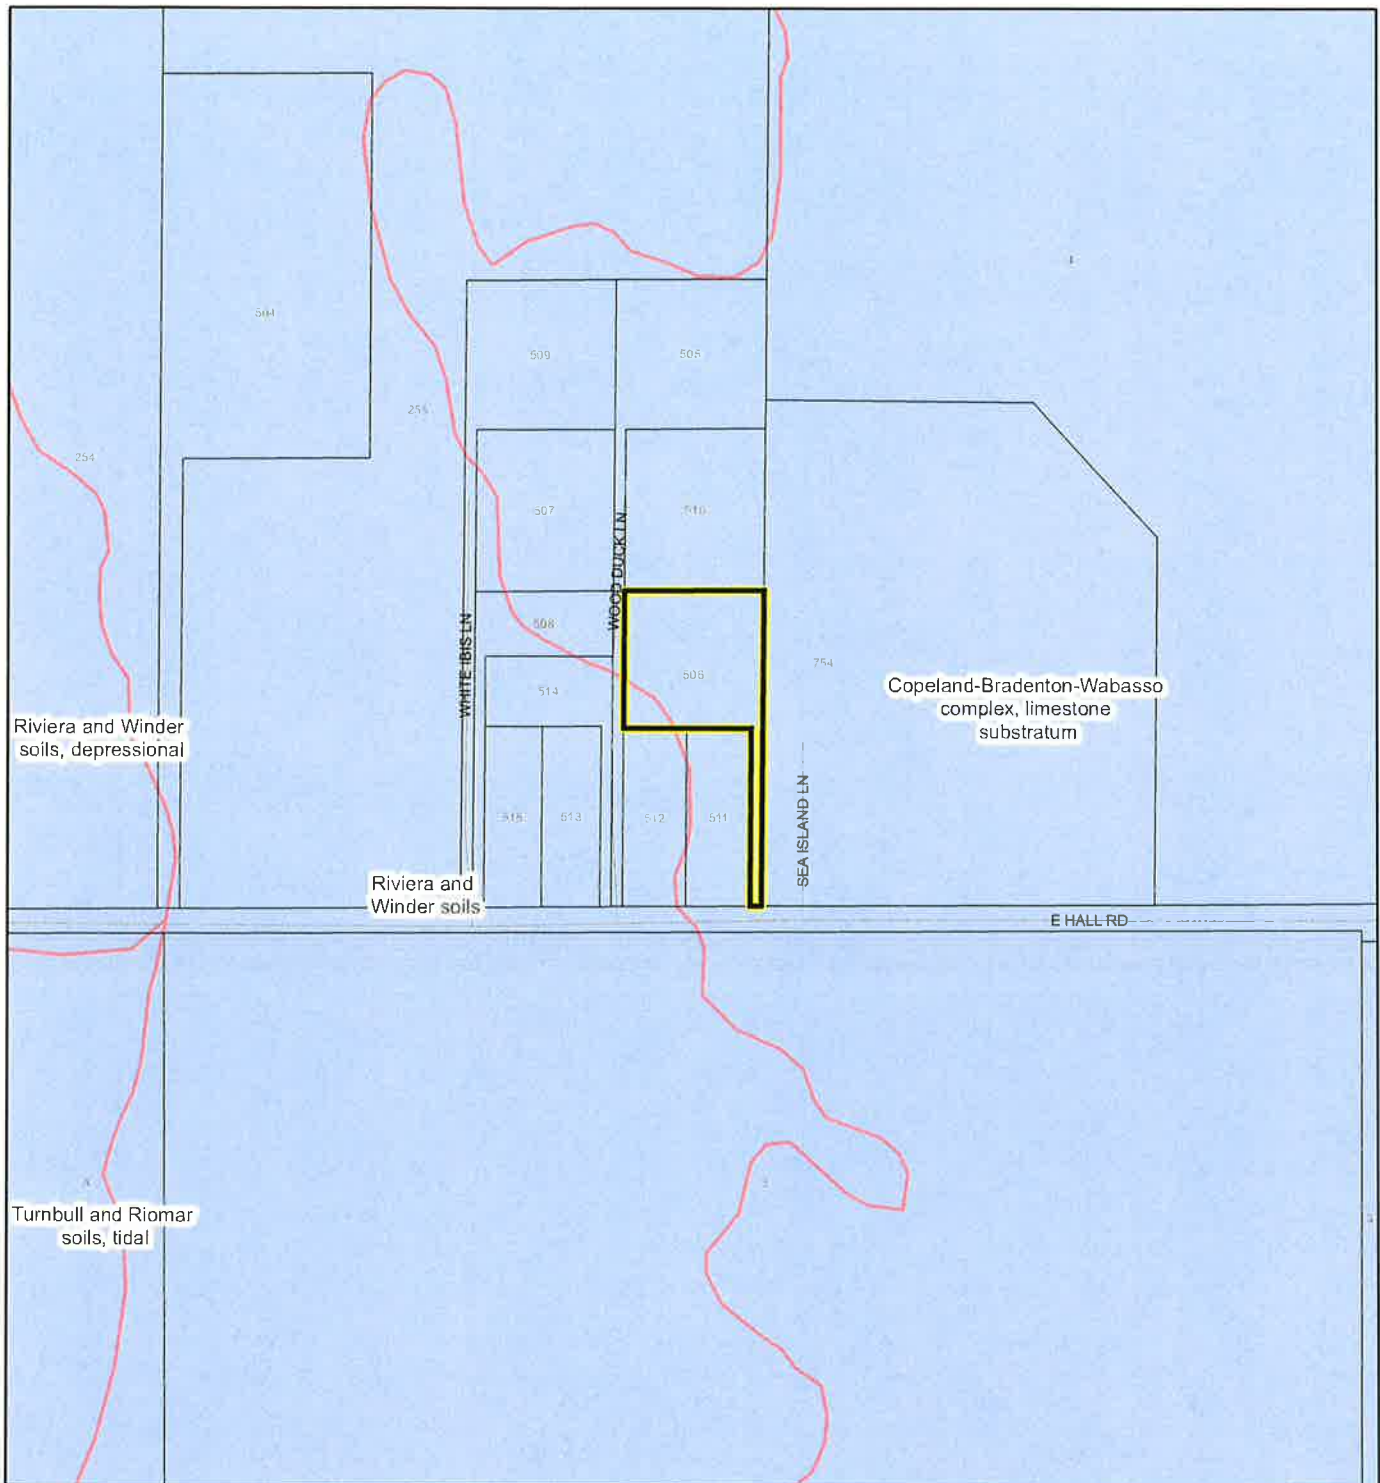 504
509
505
256
254
507
510
WOOD DUCK LN
WHITE IBIS LN
508
506
514
754
Copeland-Bradenton-Wabasso
complex, limestone
substratum
Riviera and Winder
soils, depressional
SEA ISLAND LN
513
512
511
Riviera and
Winder soils
E HALL RD
Turnbull and Riomar
soils, tidal